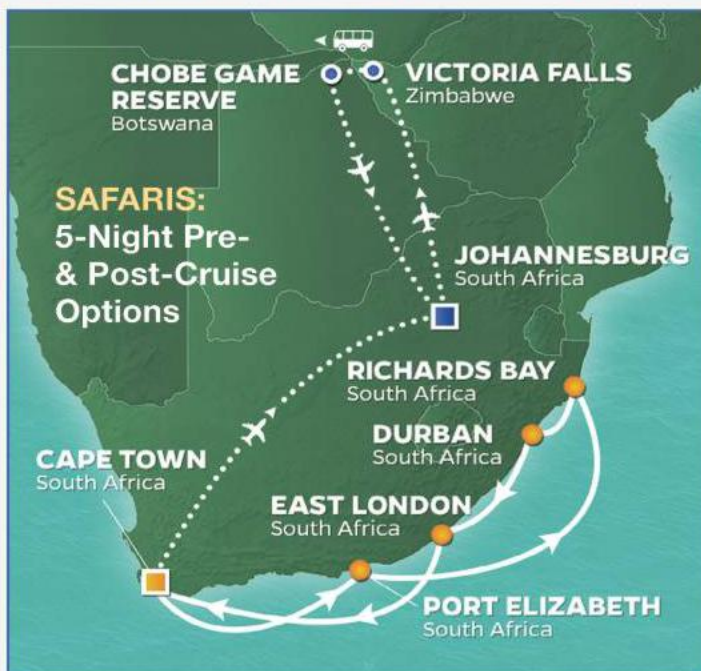 CHOBE GAME
RESERVE
Botswana
VICTORIA FALLS
Zimbabwe
SAFARIS:
5-Night Pre-
& Post-Cruise
Options
JOHANNESBURG
South Africa
RICHARDS BAY
South Africa
DURBAN
South Africa
CAPE TOWN
South Africa
EAST LONDON
South Africa
PORT ELIZABETH
South Africa